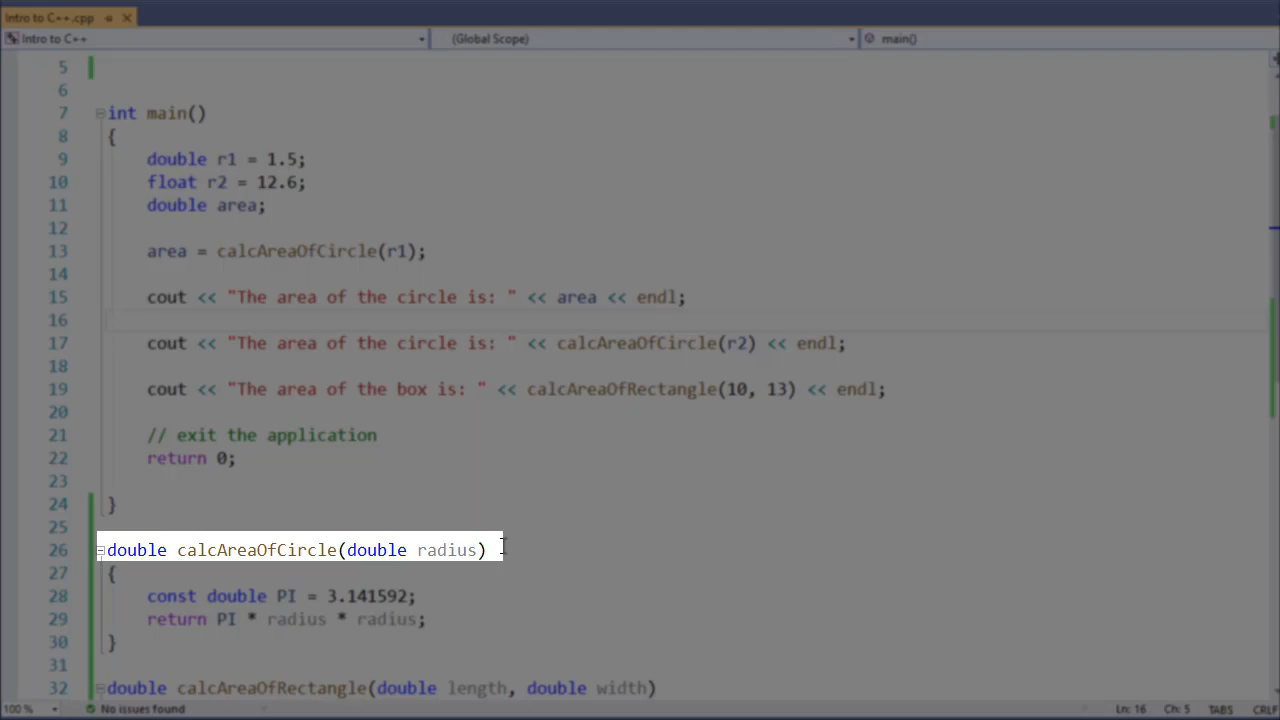 Intro to C++.cpp
Intro to C++ (Global Scope) main()
5
6
7 int main()
8 {
9 double r1 = 1.5;
10 float r2 = 12.6;
11 double area;
12
13 area = calcAreaOfCircle(r1);
14
15 cout << "The area of the circle is: " << area << endl;
16
17 cout << "The area of the circle is: " << calcAreaOfCircle(r2) << endl;
18
19 cout << "The area of the box is: " << calcAreaOfRectangle(10, 13) << endl;
20
21 // exit the application
22 return 0;
23
24 }
25
26 double calcAreaOfCircle(double radius)
27 {
28 const double PI = 3.141592;
29 return PI * radius * radius;
30 }
31
32 double calcAreaOfRectangle(double length, double width)
100 % No issues found Ln: 16 Ch: 5 TABS CRLF